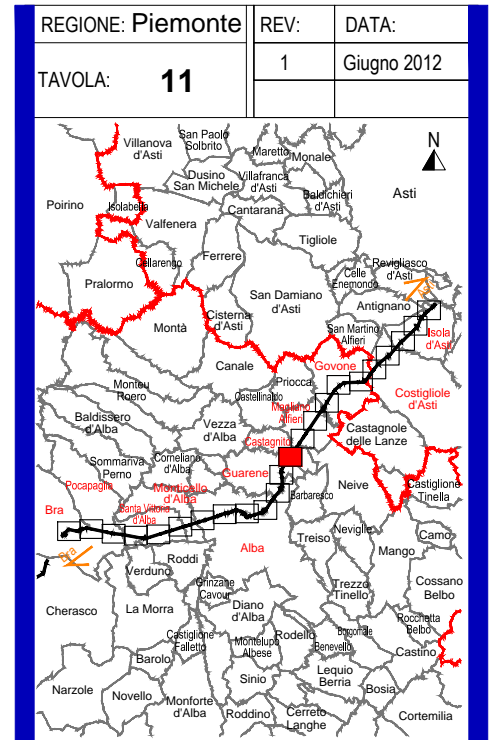 REGIONE: Piemonte
REV:
DATA:
TAVOLA: 11
1
Giugno 2012
N
Villanova
d'Asti
San Paolo
Solbrito
Maretto
Monale
Dusino
San Michele
Villafranca
d'Asti
Baldichieri
d'Asti
Asti
Poirino
Isolabella
Valfenera
Cantarana
Tigliole
Cellarengo
Ferrere
Revigliasco
d'Asti
Celle
Enemondo
Pralormo
San Damiano
d'Asti
Antignano
Cisterna
d'Asti
Montà
San Martino
Alfieri
Isola
d'Asti
Canale
Govone
Priocca
Monteu
Roero
Castellinaldo
Costigliole
d'Asti
Magliano
Alfieri
Baldissero
d'Alba
Vezza
d'Alba
Castagnito
Castagnole
delle Lanze
Corneliano
d'Alba
Sommariva
Perno
Guarene
Pocapaglia
Monticello
d'Alba
Neive
Castiglione
Tinella
Barbaresco
Bra
Santa Vittoria
d'Alba
Alba
Treiso
Neviglie
Camo
Bra
Roddi
Mango
Verduno
Grinzane
Cavour
Trezzo
Tinello
Cossano
Belbo
Cherasco
La Morra
Diano
d'Alba
Rocchetta
Belbo
Castiglione
Falletto
Montelupo
Albese
Rodello
Borgomale
Benevello
Castino
Barolo
Lequio
Berria
Sinio
Bosia
Narzole
Novello
Monforte
d'Alba
Roddino
Cerreto
Langhe
Cortemilia